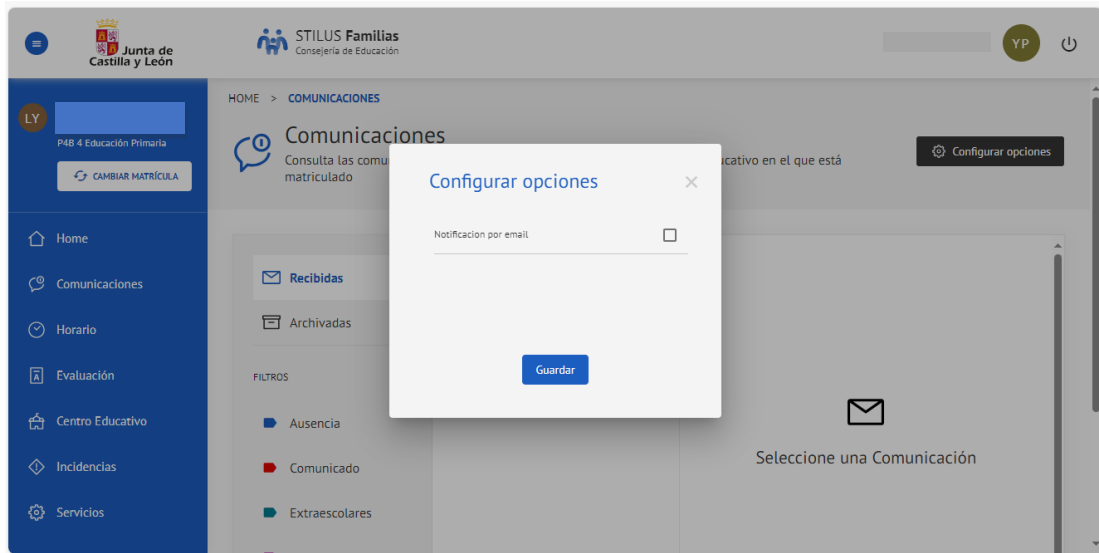 Junta de
Castilla y León
STILUS Familias
Consejería de Educación
YP
LY
P4B 4 Educación Primaria
CAMBIAR MATRÍCULA
Home
Comunicaciones
Horario
Evaluación
Centro Educativo
Incidencias
Servicios
HOME > COMUNICACIONES
Comunicaciones
Consulta las comu
ucativo en el que está
matriculado
Configurar opciones
Recibidas
Archivadas
FILTROS
Ausencia
Comunicado
Extraescolares
Configurar opciones
Notificacion por email
Guardar
Seleccione una Comunicación